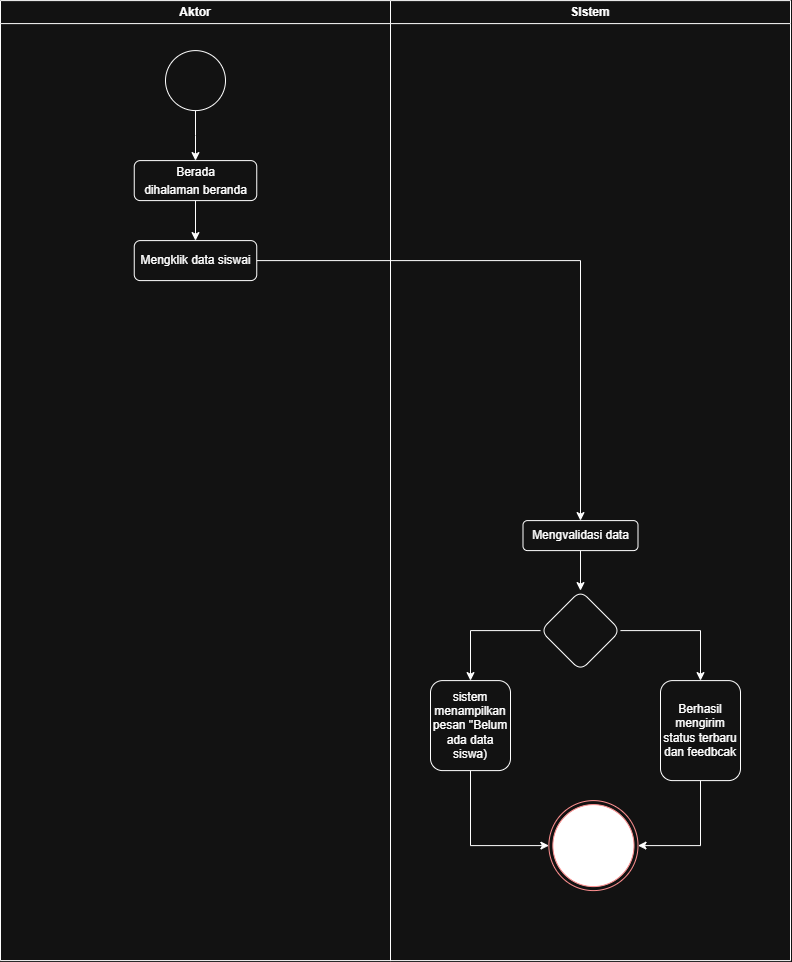 Aktor
SIstem
Berada
dihalaman beranda
Mengklik data siswai
Mengvalidasi data
sistem
menampilkan
pesan "Belum
ada data
siswa)
Berhasil
mengirim
status terbaru
dan feedbcak